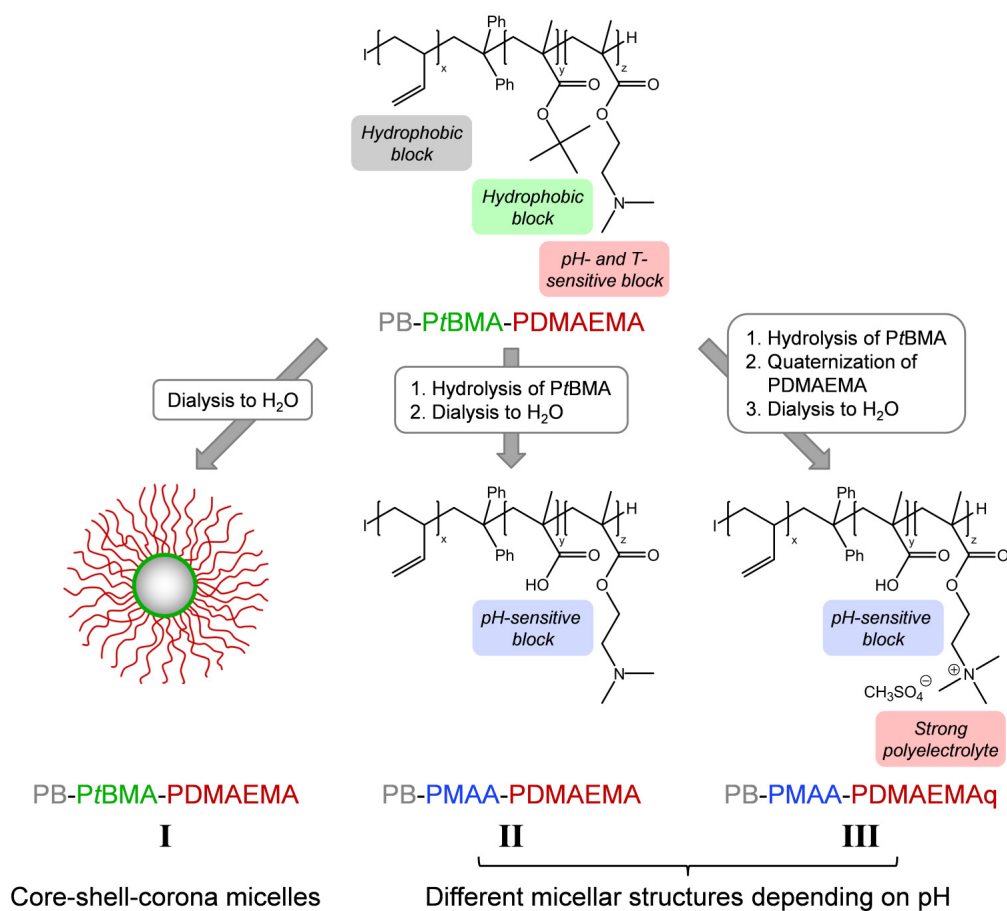 Ph
I
x
Ph
y
z
H
O
O
O
O
N
Hydrophobic
block
Hydrophobic
block
pH- and T-
sensitive block
PB-PtBMA-PDMAEMA
Dialysis to H₂O
1. Hydrolysis of PtBMA
2. Dialysis to H₂O
1. Hydrolysis of PtBMA
2. Quaternization of
PDMAEMA
3. Dialysis to H₂O
Ph
I
x
Ph
y
z
H
O
HO
O
O
N
pH-sensitive
block
Ph
I
x
Ph
y
z
H
O
HO
O
O
N
⊕
CH₃SO₄ ⊖
pH-sensitive
block
Strong
polyelectrolyte
PB-PtBMA-PDMAEMA
I
PB-PMAA-PDMAEMA
II
PB-PMAA-PDMAEMAq
III
Core-shell-corona micelles
Different micellar structures depending on pH